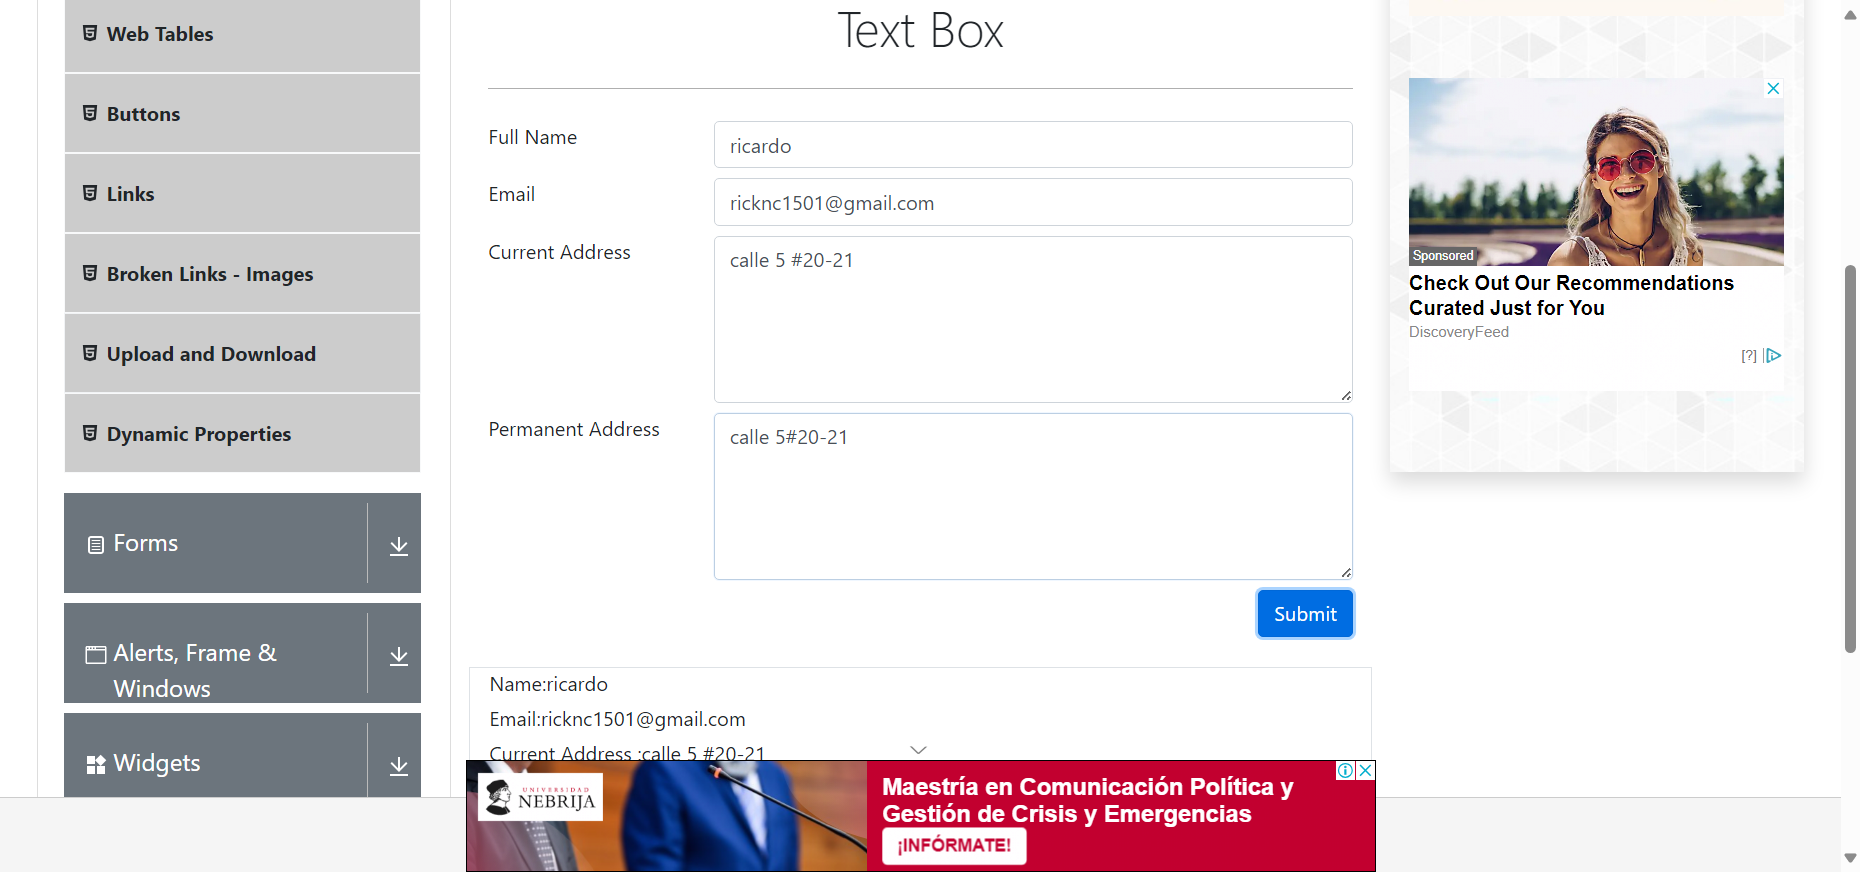 Web Tables
Buttons
Links
Broken Links - Images
Upload and Download
Dynamic Properties
Forms
Alerts, Frame &
Windows
Widgets
Text Box
Full Name
ricardo
Email
ricknc1501@gmail.com
Current Address
calle 5 #20-21
Permanent Address
calle 5#20-21
Submit
Name:ricardo
Email:ricknc1501@gmail.com
Current Address :calle 5 #20-21
Sponsored
Check Out Our Recommendations
Curated Just for You
DiscoveryFeed
[?]
UNIVERSIDAD
NEBRIJA
Maestría en Comunicación Política y
Gestión de Crisis y Emergencias
¡INFÓRMATE!